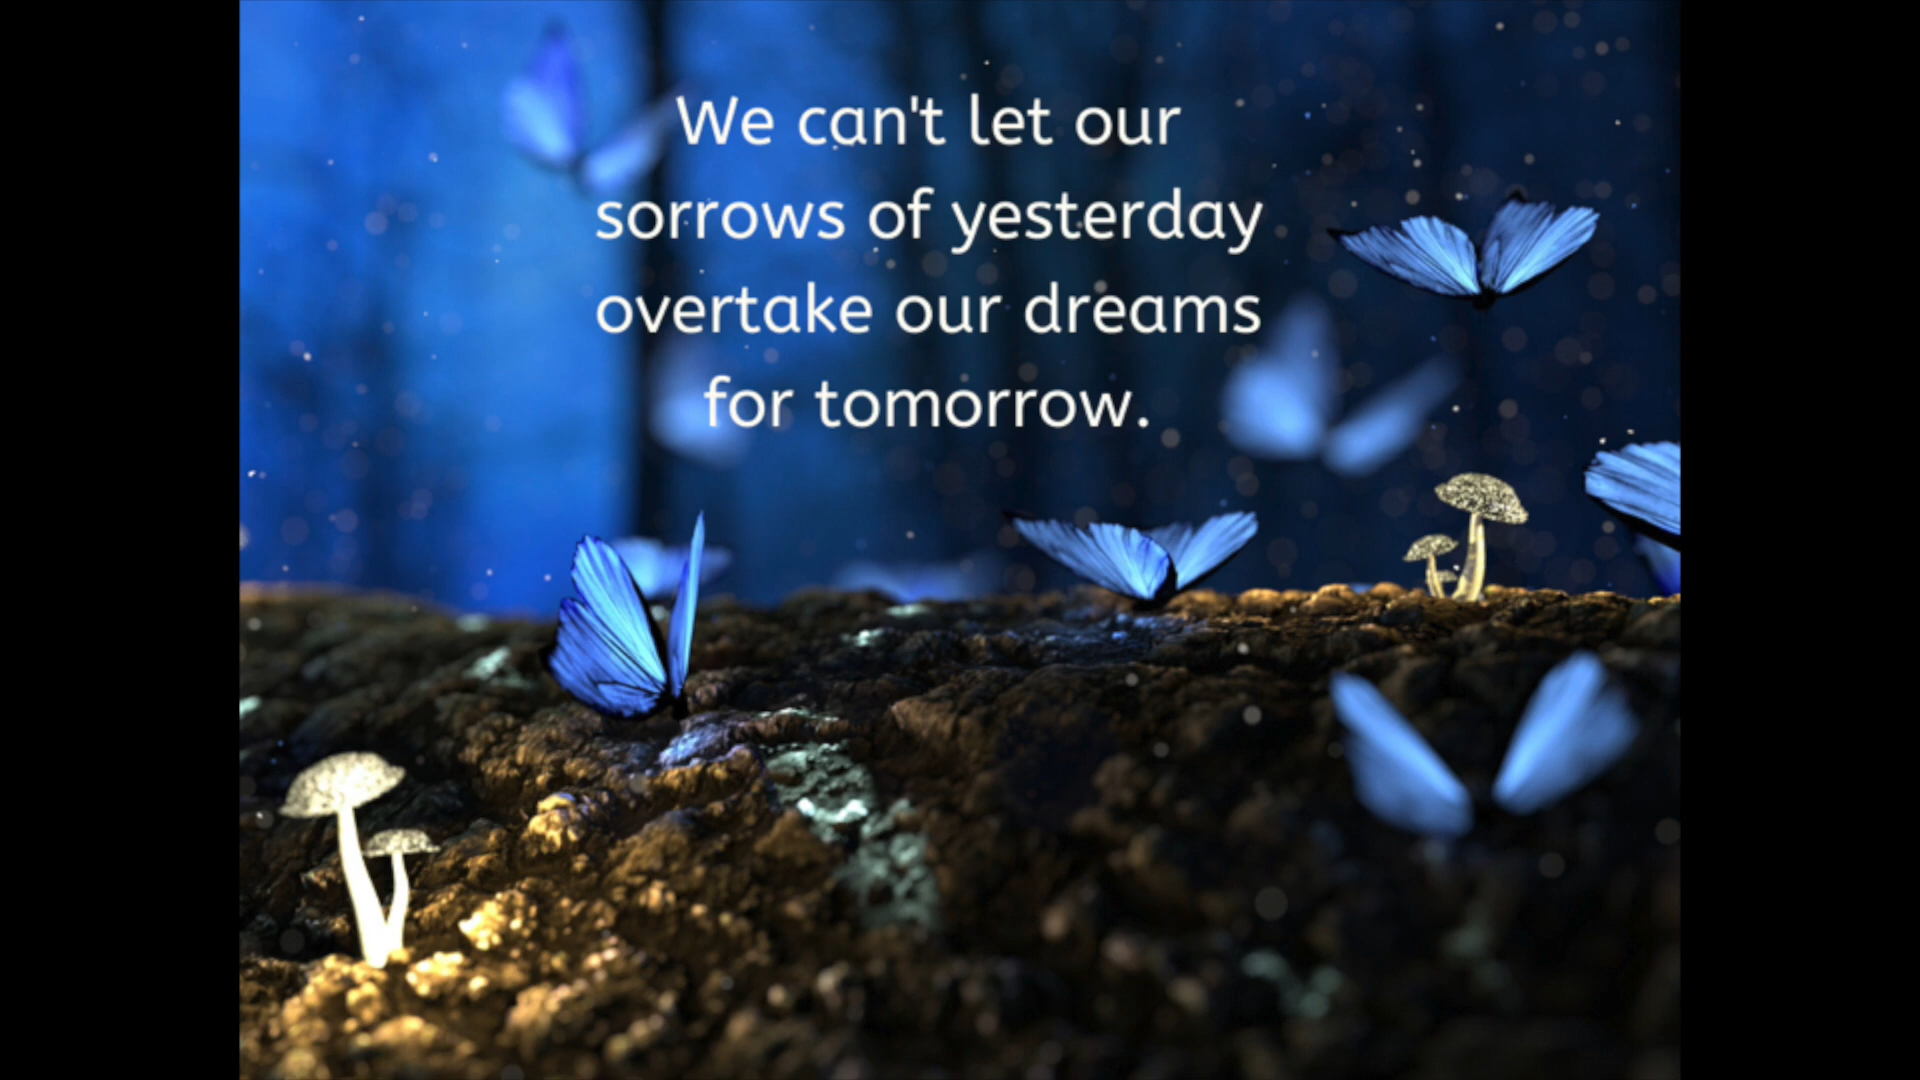 We can't let our
sorrows of yesterday
overtake our dreams
for tomorrow.